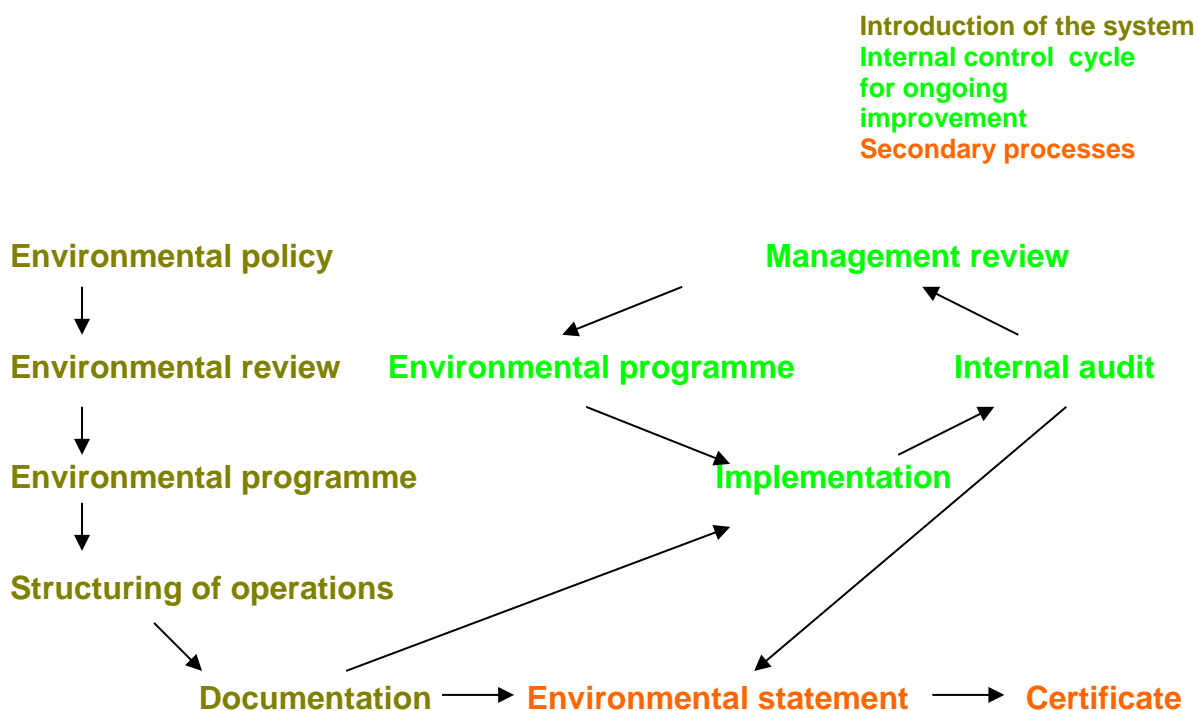 Introduction of the system
Internal control cycle
for ongoing
improvement
Secondary processes
Environmental policy
Management review
Environmental review
Environmental programme
Internal audit
Environmental programme
Implementation
Structuring of operations
Documentation
Environmental statement
Certificate